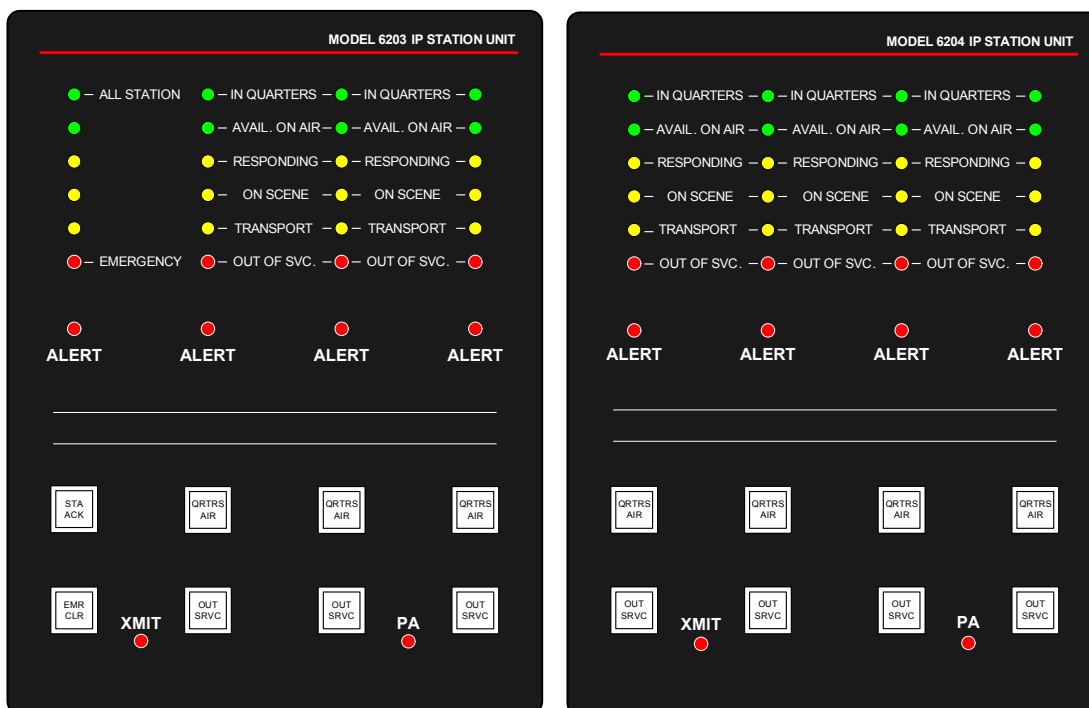 MODEL 6203 IP STATION UNIT
ALL STATION IN QUARTERS IN QUARTERS
AVAIL. ON AIR AVAIL. ON AIR
RESPONDING RESPONDING
ON SCENE ON SCENE
TRANSPORT TRANSPORT
EMERGENCY OUT OF SVC. OUT OF SVC.
ALERT ALERT ALERT ALERT
STA QRTRS QRTRS QRTRS
ACK AIR AIR AIR
EMR OUT OUT OUT
CLR SRVC SRVC SRVC
XMIT PA
MODEL 6204 IP STATION UNIT
IN QUARTERS IN QUARTERS IN QUARTERS
AVAIL. ON AIR AVAIL. ON AIR AVAIL. ON AIR
RESPONDING RESPONDING RESPONDING
ON SCENE ON SCENE ON SCENE
TRANSPORT TRANSPORT TRANSPORT
OUT OF SVC. OUT OF SVC. OUT OF SVC.
ALERT ALERT ALERT ALERT
QRTRS QRTRS QRTRS QRTRS
AIR AIR AIR AIR
OUT OUT OUT OUT
SRVC SRVC SRVC SRVC
XMIT PA